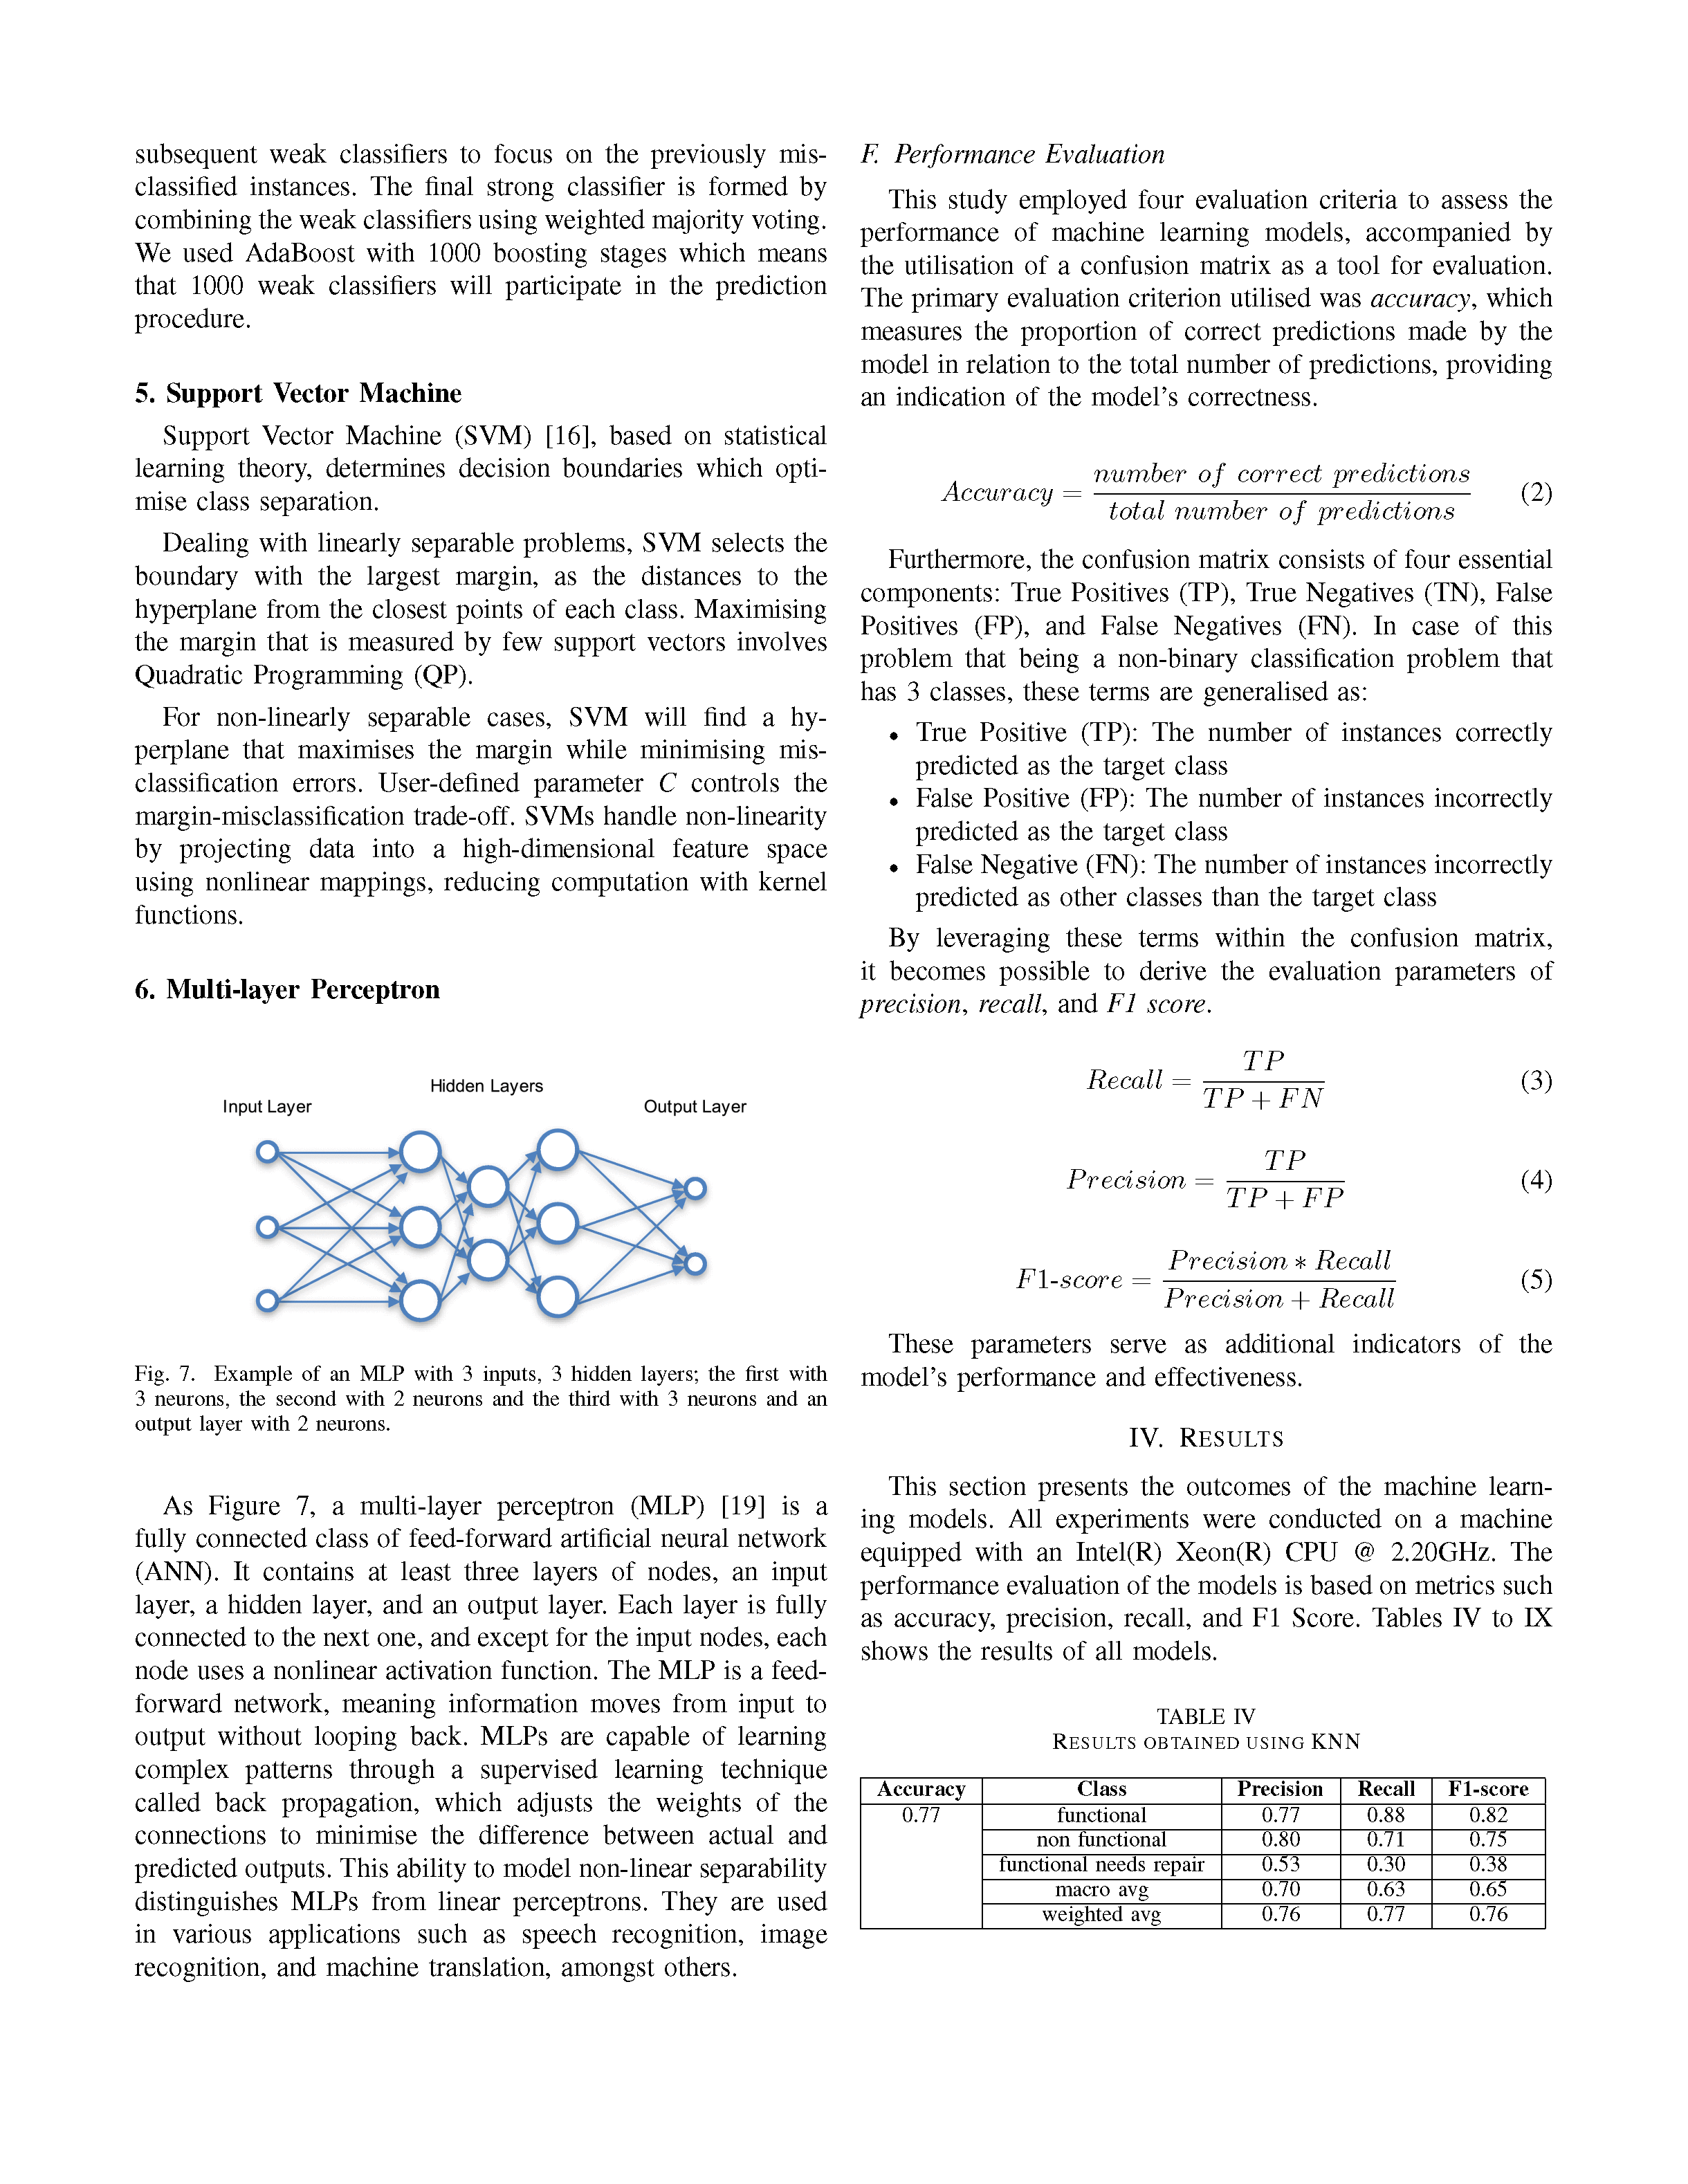 subsequent weak classifiers to focus on the previously mis-
classified instances. The final strong classifier is formed by
combining the weak classifiers using weighted majority voting.
We used AdaBoost with 1000 boosting stages which means
that 1000 weak classifiers will participate in the prediction
procedure.
5. Support Vector Machine
Support Vector Machine (SVM) [16], based on statistical
learning theory, determines decision boundaries which opti-
mise class separation.
Dealing with linearly separable problems, SVM selects the
boundary with the largest margin, as the distances to the
hyperplane from the closest points of each class. Maximising
the margin that is measured by few support vectors involves
Quadratic Programming (QP).
For non-linearly separable cases, SVM will find a hy-
perplane that maximises the margin while minimising mis-
classification errors. User-defined parameter C controls the
margin-misclassification trade-off. SVMs handle non-linearity
by projecting data into a high-dimensional feature space
using nonlinear mappings, reducing computation with kernel
functions.
6. Multi-layer Perceptron
Hidden Layers
Input Layer
Output Layer
Fig. 7. Example of an MLP with 3 inputs, 3 hidden layers; the first with
3 neurons, the second with 2 neurons and the third with 3 neurons and an
output layer with 2 neurons.
As Figure 7, a multi-layer perceptron (MLP) [19] is a
fully connected class of feed-forward artificial neural network
(ANN). It contains at least three layers of nodes, an input
layer, a hidden layer, and an output layer. Each layer is fully
connected to the next one, and except for the input nodes, each
node uses a nonlinear activation function. The MLP is a feed-
forward network, meaning information moves from input to
output without looping back. MLPs are capable of learning
complex patterns through a supervised learning technique
called back propagation, which adjusts the weights of the
connections to minimise the difference between actual and
predicted outputs. This ability to model non-linear separability
distinguishes MLPs from linear perceptrons. They are used
in various applications such as speech recognition, image
recognition, and machine translation, amongst others.
F. Performance Evaluation
This study employed four evaluation criteria to assess the
performance of machine learning models, accompanied by
the utilisation of a confusion matrix as a tool for evaluation.
The primary evaluation criterion utilised was accuracy, which
measures the proportion of correct predictions made by the
model in relation to the total number of predictions, providing
an indication of the model's correctness.
Accuracy = number of correct predictions / total number of predictions (2)
Furthermore, the confusion matrix consists of four essential
components: True Positives (TP), True Negatives (TN), False
Positives (FP), and False Negatives (FN). In case of this
problem that being a non-binary classification problem that
has 3 classes, these terms are generalised as:
• True Positive (TP): The number of instances correctly
predicted as the target class
• False Positive (FP): The number of instances incorrectly
predicted as the target class
• False Negative (FN): The number of instances incorrectly
predicted as other classes than the target class
By leveraging these terms within the confusion matrix,
it becomes possible to derive the evaluation parameters of
precision, recall, and F1 score.
Recall = TP / TP + FN (3)
Precision = TP / TP + FP (4)
F1-score = Precision * Recall / Precision + Recall (5)
These parameters serve as additional indicators of the
model's performance and effectiveness.
IV. RESULTS
This section presents the outcomes of the machine learn-
ing models. All experiments were conducted on a machine
equipped with an Intel(R) Xeon(R) CPU @ 2.20GHz. The
performance evaluation of the models is based on metrics such
as accuracy, precision, recall, and F1 Score. Tables IV to IX
shows the results of all models.
TABLE IV
RESULTS OBTAINED USING KNN
Accuracy Class Precision Recall F1-score
0.77 functional 0.77 0.88 0.82
non functional 0.80 0.71 0.75
functional needs repair 0.53 0.30 0.38
macro avg 0.70 0.63 0.65
weighted avg 0.76 0.77 0.76